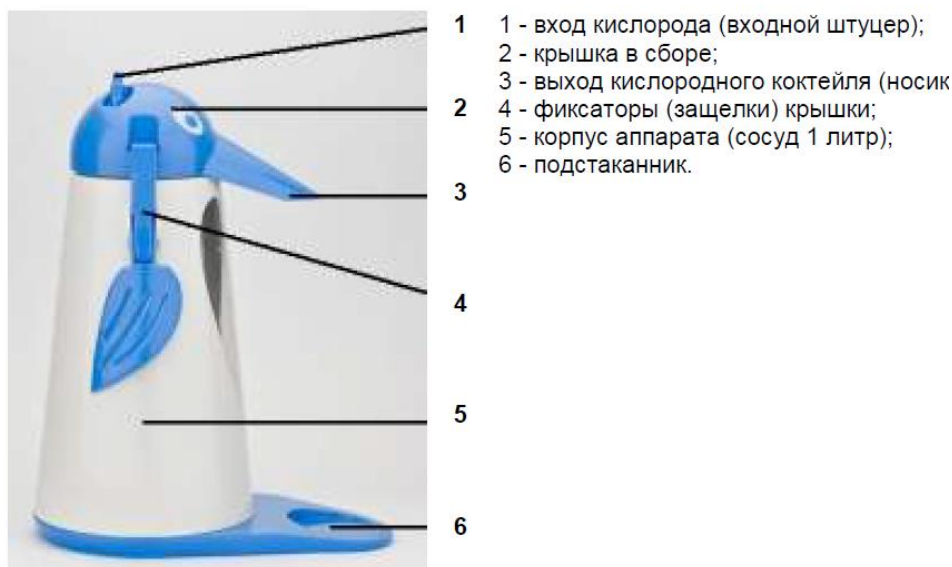 1
2
3
4
5
6
1 - вход кислорода (входной штуцер);
2 - крышка в сборе;
3 - выход кислородного коктейля (носик
4 - фиксаторы (защелки) крышки;
5 - корпус аппарата (сосуд 1 литр);
6 - подстаканник.